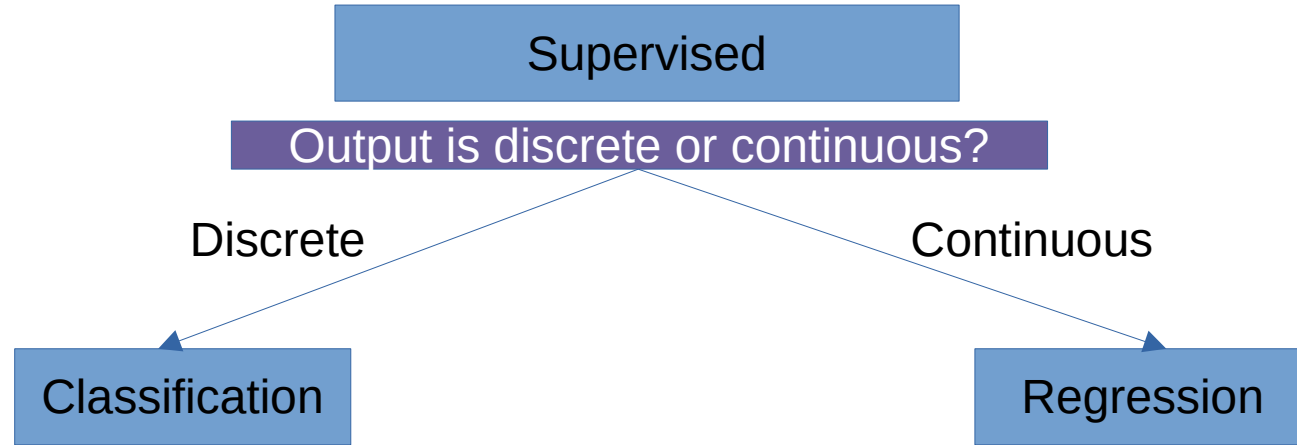 Supervised
Output is discrete or continuous?
Discrete
Continuous
Classification
Regression